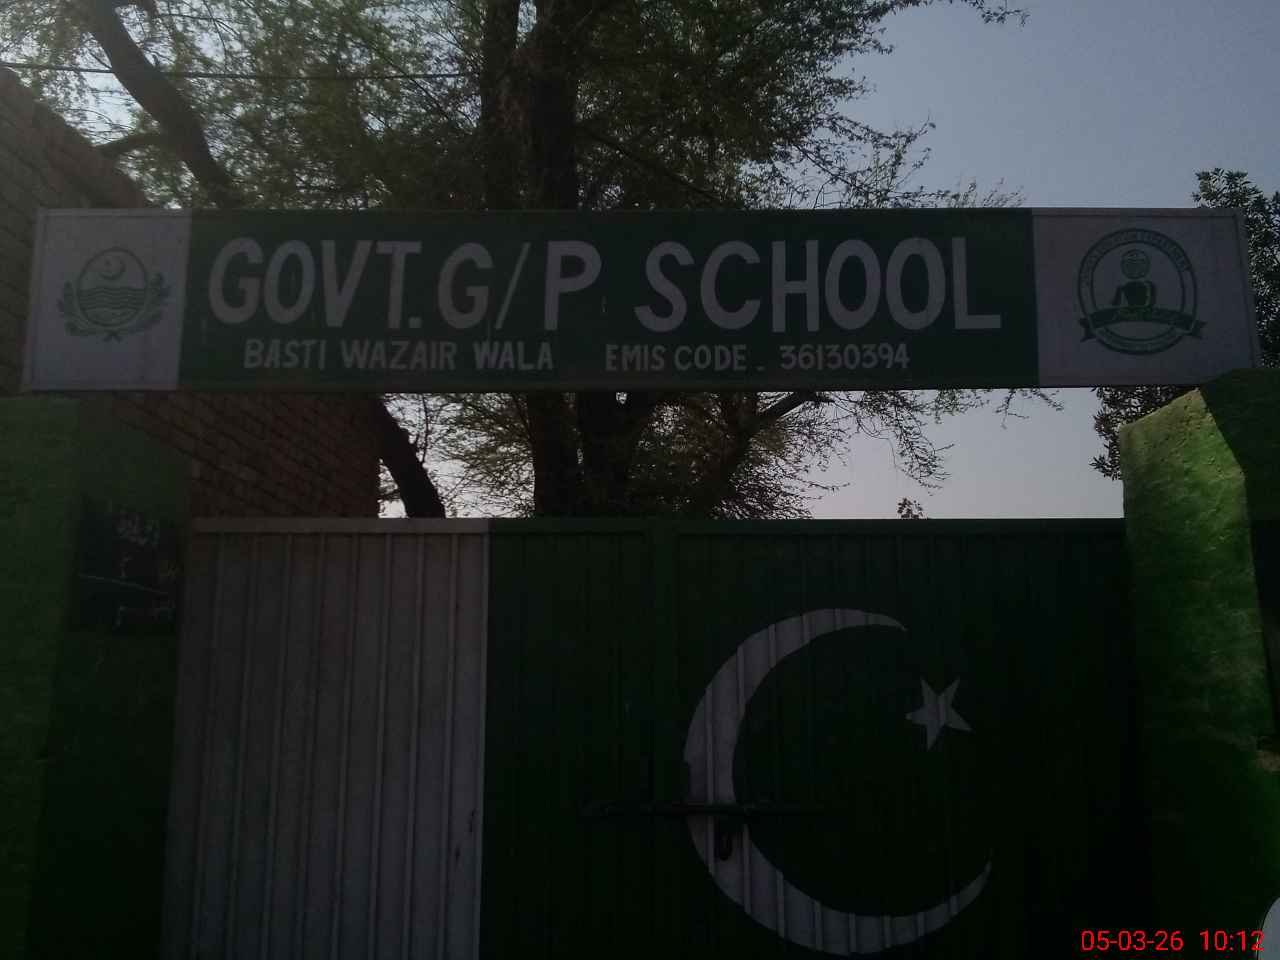 GOVT. G/P SCHOOL
BASTI WAZAIR WALA EMIS CODE - 36130394
05-03-26 10:12